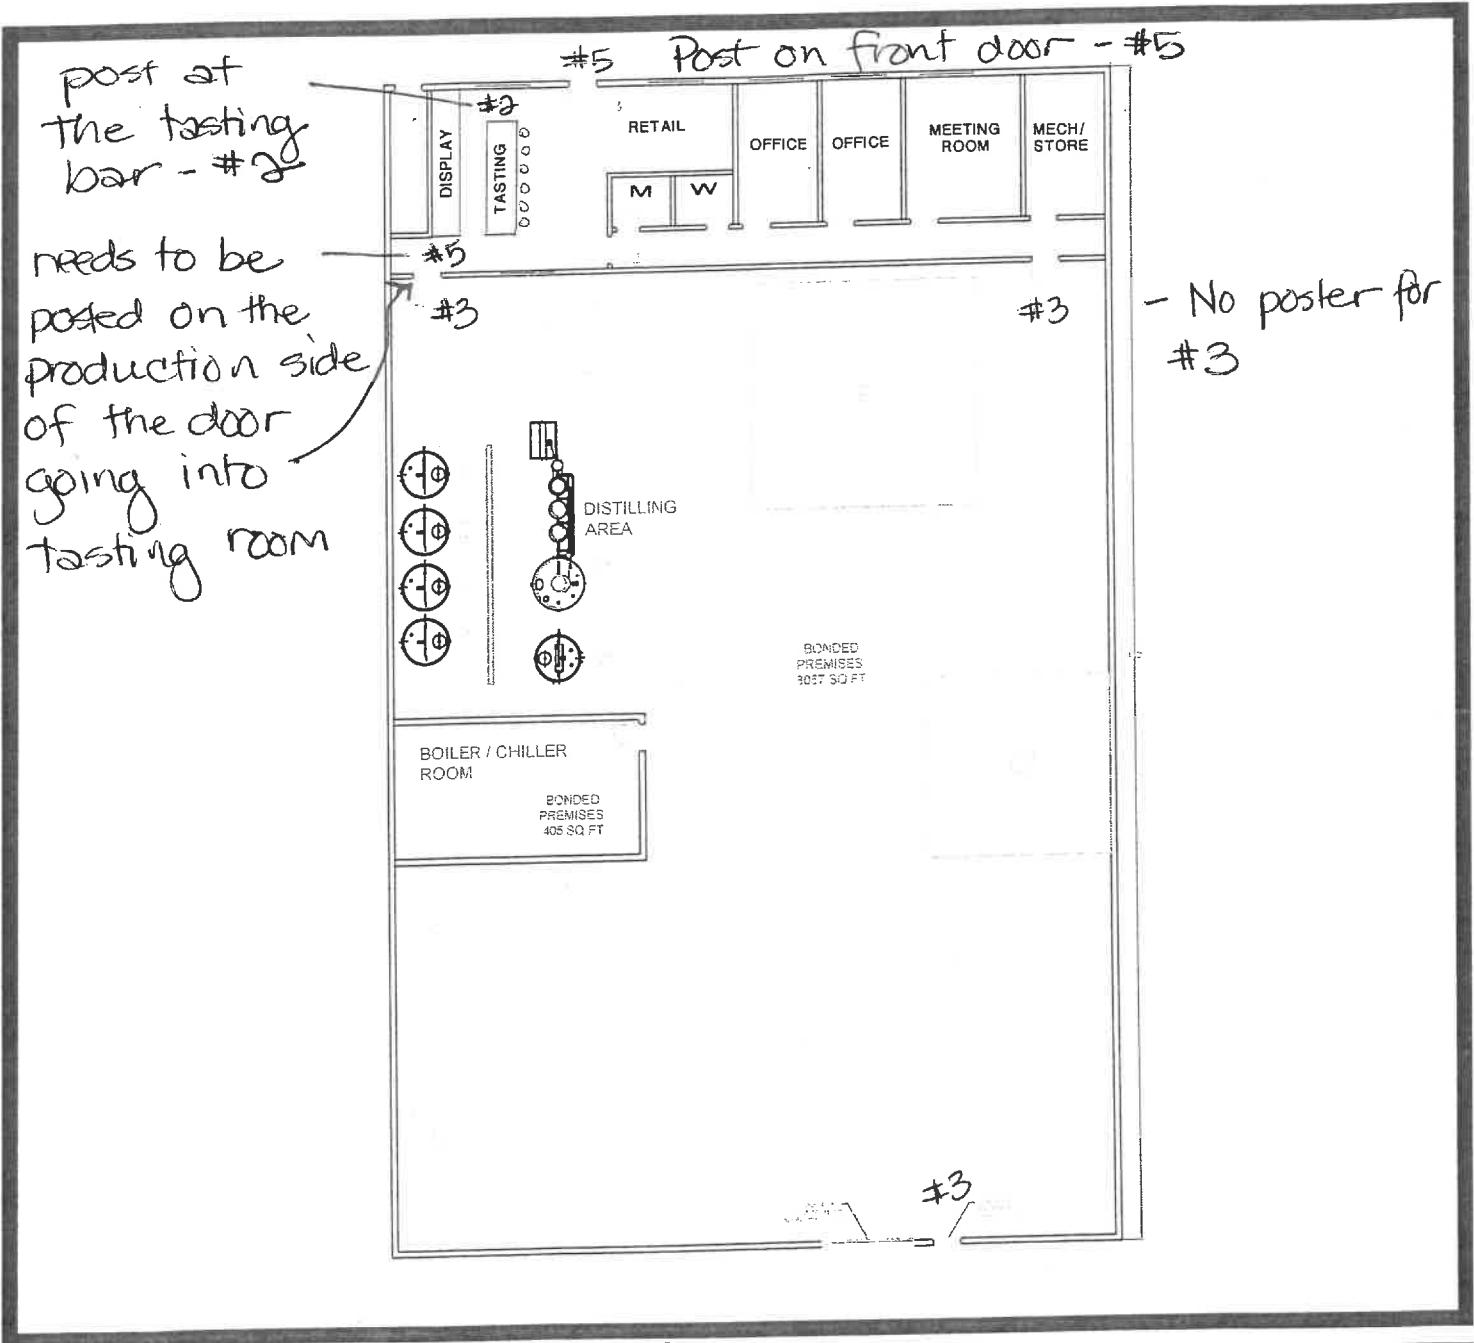 #5 Post on front door - #5
post at
the tasting
bar - #2
#2
DISPLAY
TASTING
RETAIL
M W
OFFICE
OFFICE
MEETING
ROOM
MECH/
STORE
needs to be
posted on the
production side
of the door
going into
tasting room
#5
#3
#3
- No poster for
#3
DISTILLING
AREA
BONDED
PREMISES
SQ FT
BOILER / CHILLER
ROOM
BONDED
PREMISES
405 SQ FT
#3